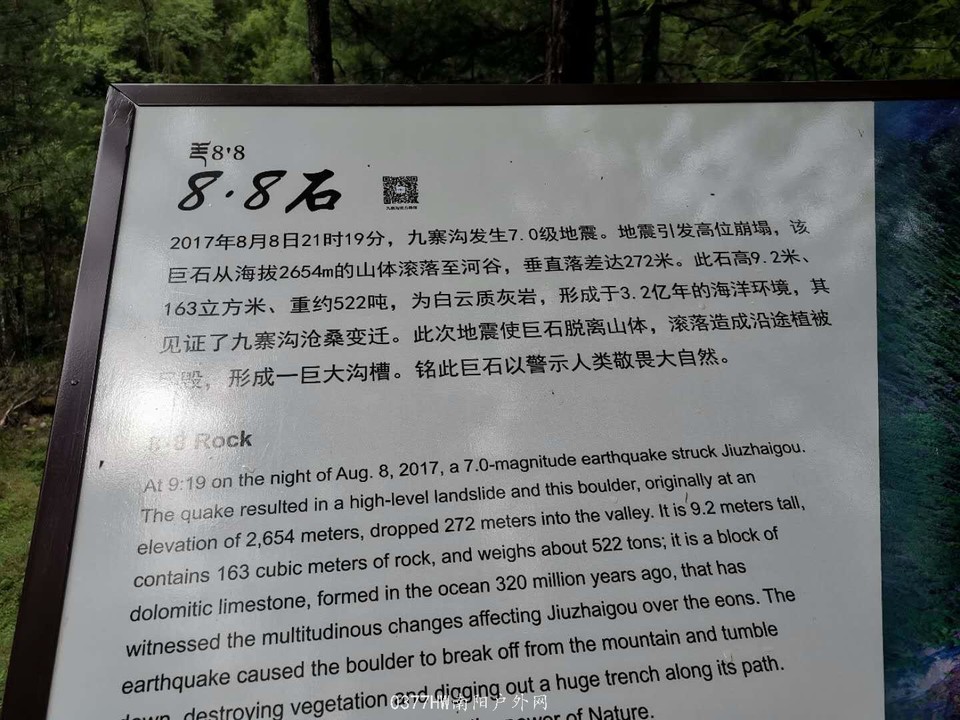 8·8石
2017年8月8日21时19分，九寨沟发生7.0级地震。地震引发高位崩塌，该
巨石从海拔2654m的山体滚落至河谷，垂直落差达272米。此石高9.2米、
163立方米、重约522吨，为白云质灰岩，形成于3.2亿年的海洋环境，其
见证了九寨沟沧桑变迁。此次地震使巨石脱离山体，滚落造成沿途植被
毁，形成一巨大沟槽。铭此巨石以警示人类敬畏大自然。
8·8 Rock
At 9:19 on the night of Aug. 8, 2017, a 7.0-magnitude earthquake struck Jiuzhaigou.
The quake resulted in a high-level landslide and this boulder, originally at an
elevation of 2,654 meters, dropped 272 meters into the valley. It is 9.2 meters tall,
contains 163 cubic meters of rock, and weighs about 522 tons; it is a block of
dolomitic limestone, formed in the ocean 320 million years ago, that has
witnessed the multitudinous changes affecting Jiuzhaigou over the eons. The
earthquake caused the boulder to break off from the mountain and tumble
down, destroying vegetation and digging out a huge trench along its path.
power of Nature.
0377HW南阳户外网